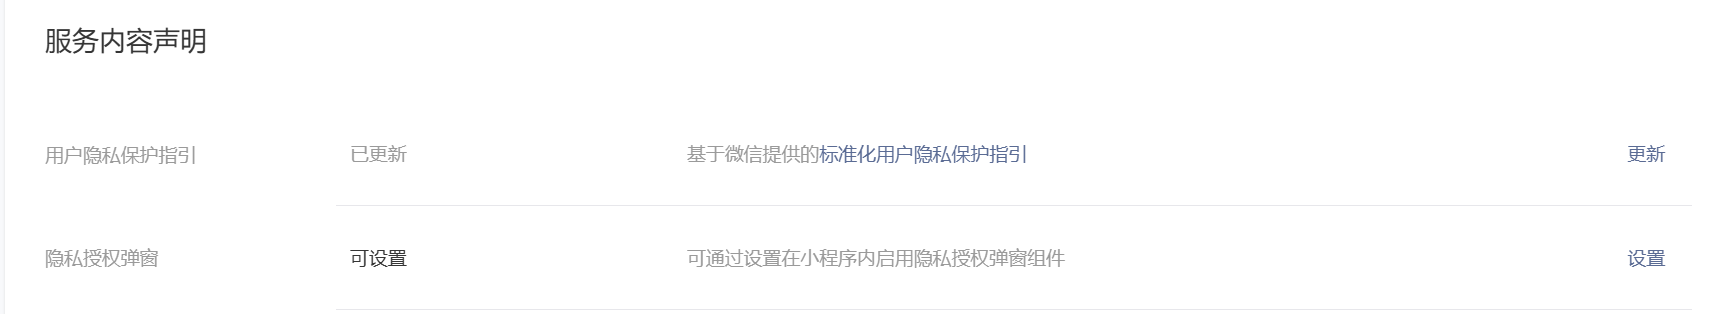 服务内容声明
用户隐私保护指引 已更新 基于微信提供的标准化用户隐私保护指引 更新
隐私授权弹窗 可设置 可通过设置在小程序内启用隐私授权弹窗组件 设置